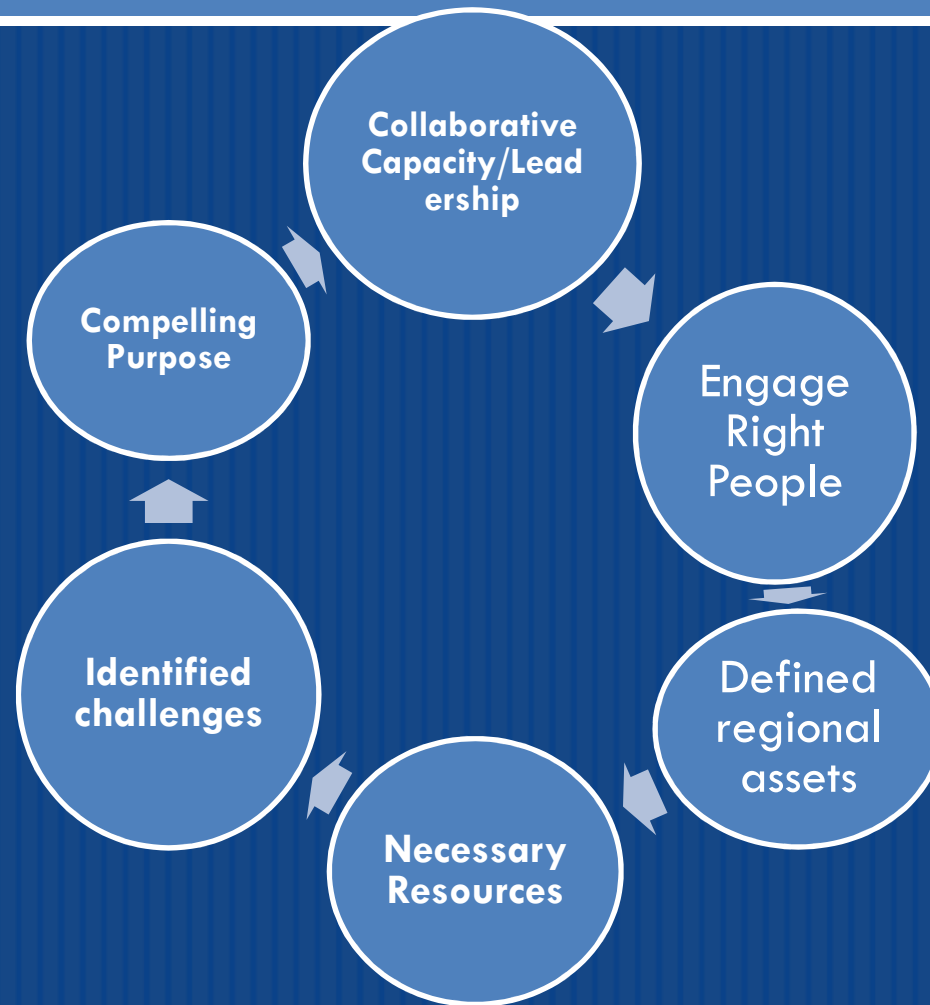 Collaborative
Capacity/Lead
ership
Engage
Right
People
Defined
regional
assets
Necessary
Resources
Identified
challenges
Compelling
Purpose